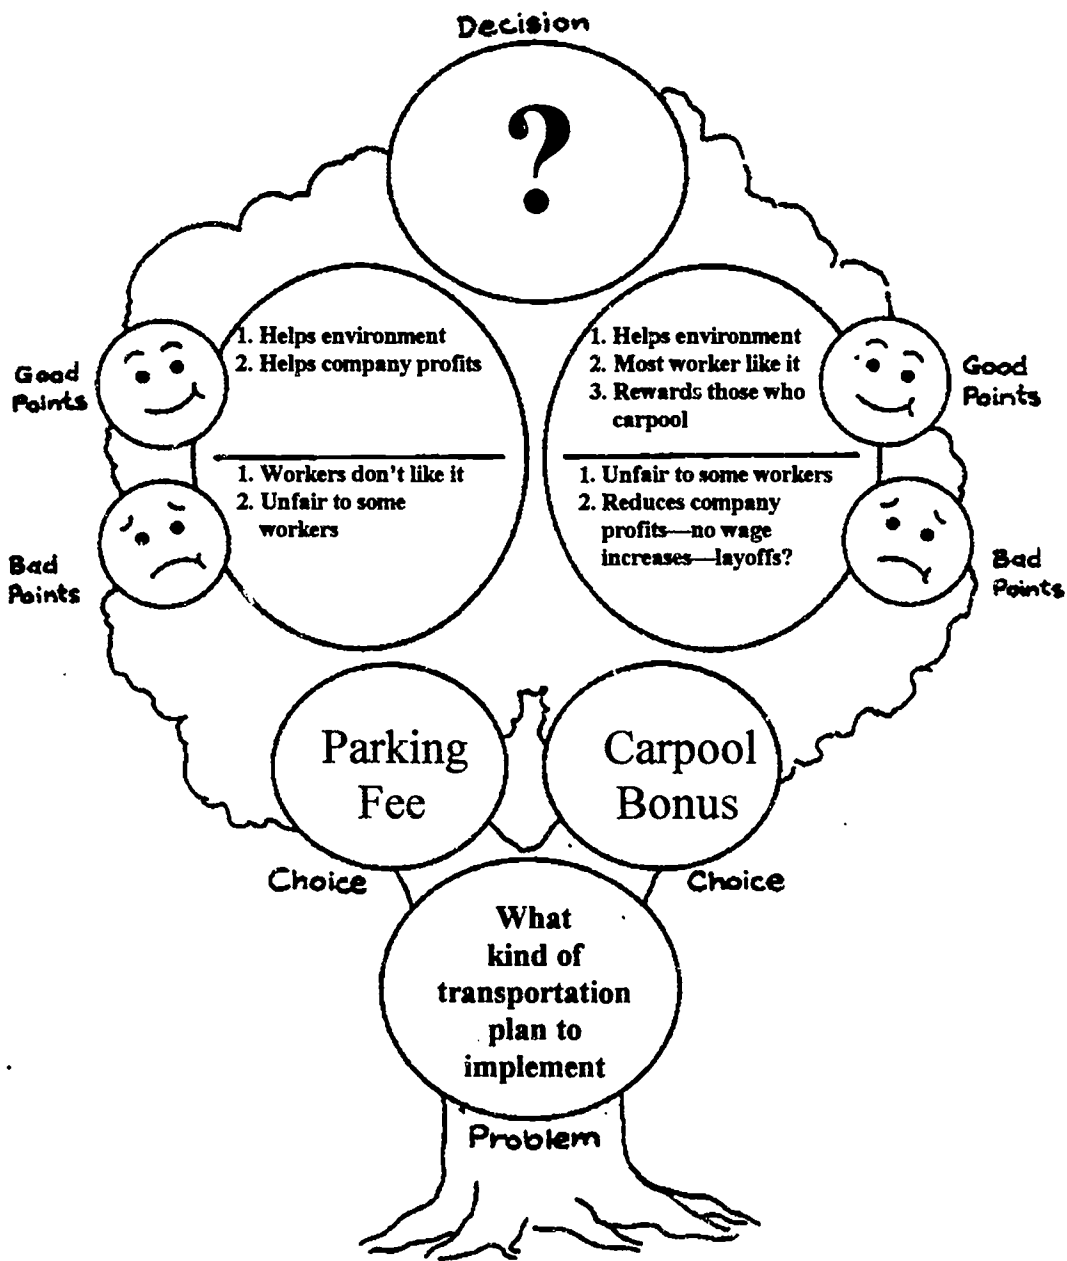 Decision
?
1. Helps environment
2. Helps company profits
1. Workers don't like it
2. Unfair to some
workers
Good
Points
Bad
Points
1. Helps environment
2. Most worker like it
3. Rewards those who
carpool
1. Unfair to some workers
2. Reduces company
profits—no wage
increases—layoffs?
Good
Points
Bad
Points
Parking
Fee
Choice
Carpool
Bonus
Choice
What
kind of
transportation
plan to
implement
Problem